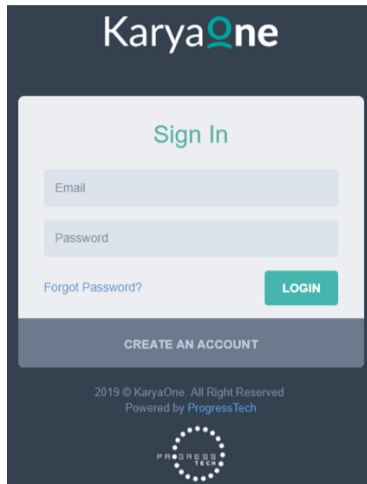 KaryaOne
Sign In
Email
Password
Forgot Password?
LOGIN
CREATE AN ACCOUNT
2019 © KaryaOne. All Right Reserved
Powered by ProgressTech
PROGRESS
TECH